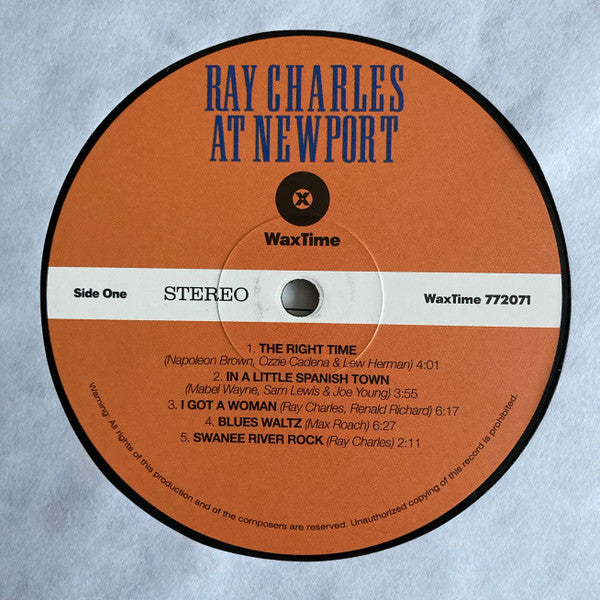 RAY CHARLES
AT NEWPORT
X
WaxTime
Side One STEREO WaxTime 772071
1. THE RIGHT TIME
(Napoleon Brown, Ozzie Cadena & Lew Herman) 4:01
2. IN A LITTLE SPANISH TOWN
(Mabel Wayne, Sam Lewis & Joe Young) 3:55
3. I GOT A WOMAN (Ray Charles, Renald Richard) 6:17
4. BLUES WALTZ (Max Roach) 6:27
5. SWANEE RIVER ROCK (Ray Charles) 2:11
Warning: All rights of this production and of the composers are reserved. Unauthorized copying of this record is prohibited.